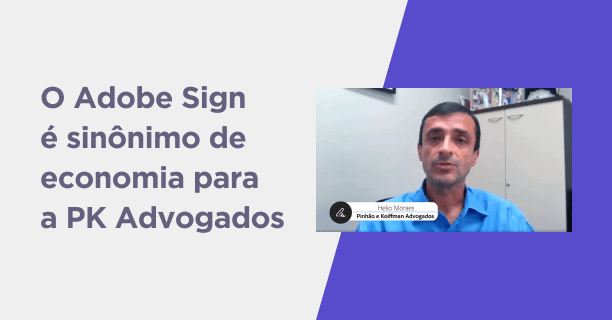 O Adobe Sign
é sinônimo de
economia para
a PK Advogados
Helio Moraes
Pinhão e Koiffman Advogados